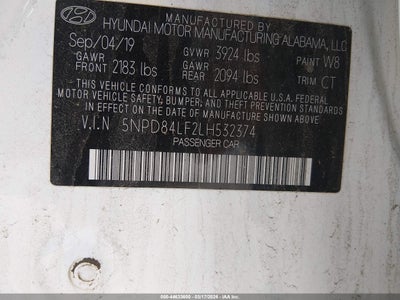 MANUFACTURED BY
HYUNDAI MOTOR MANUFACTURING ALABAMA, LLC
Sep/04/19 GVWR 3924 lbs PAINT W8
GAWR FRONT 2183 lbs GAWR REAR 2094 lbs TRIM CT
THIS VEHICLE CONFORMS TO ALL APPLICABLE U.S.
FEDERAL MOTOR VEHICLE SAFETY, BUMPER, AND THEFT PREVENTION STANDARDS
IN EFFECT ON THE DATE OF MANUFACTURE SHOWN ABOVE.
V.I.N 5NPD84LF2LH532374
PASSENGER CAR